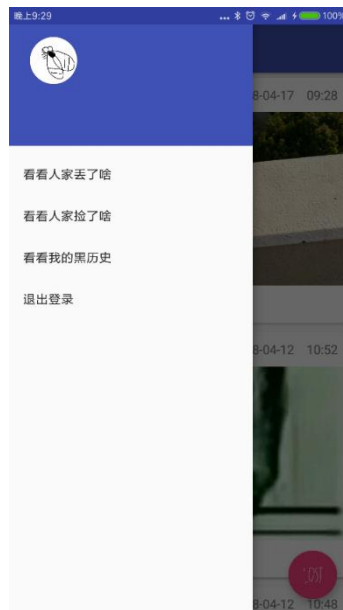 晚上9:29 ... 100%
8-04-17 09:28
看看人家丢了啥
看看人家捡了啥
看看我的黑历史
退出登录
8-04-12 10:52
LOST
8-04-12 10:48